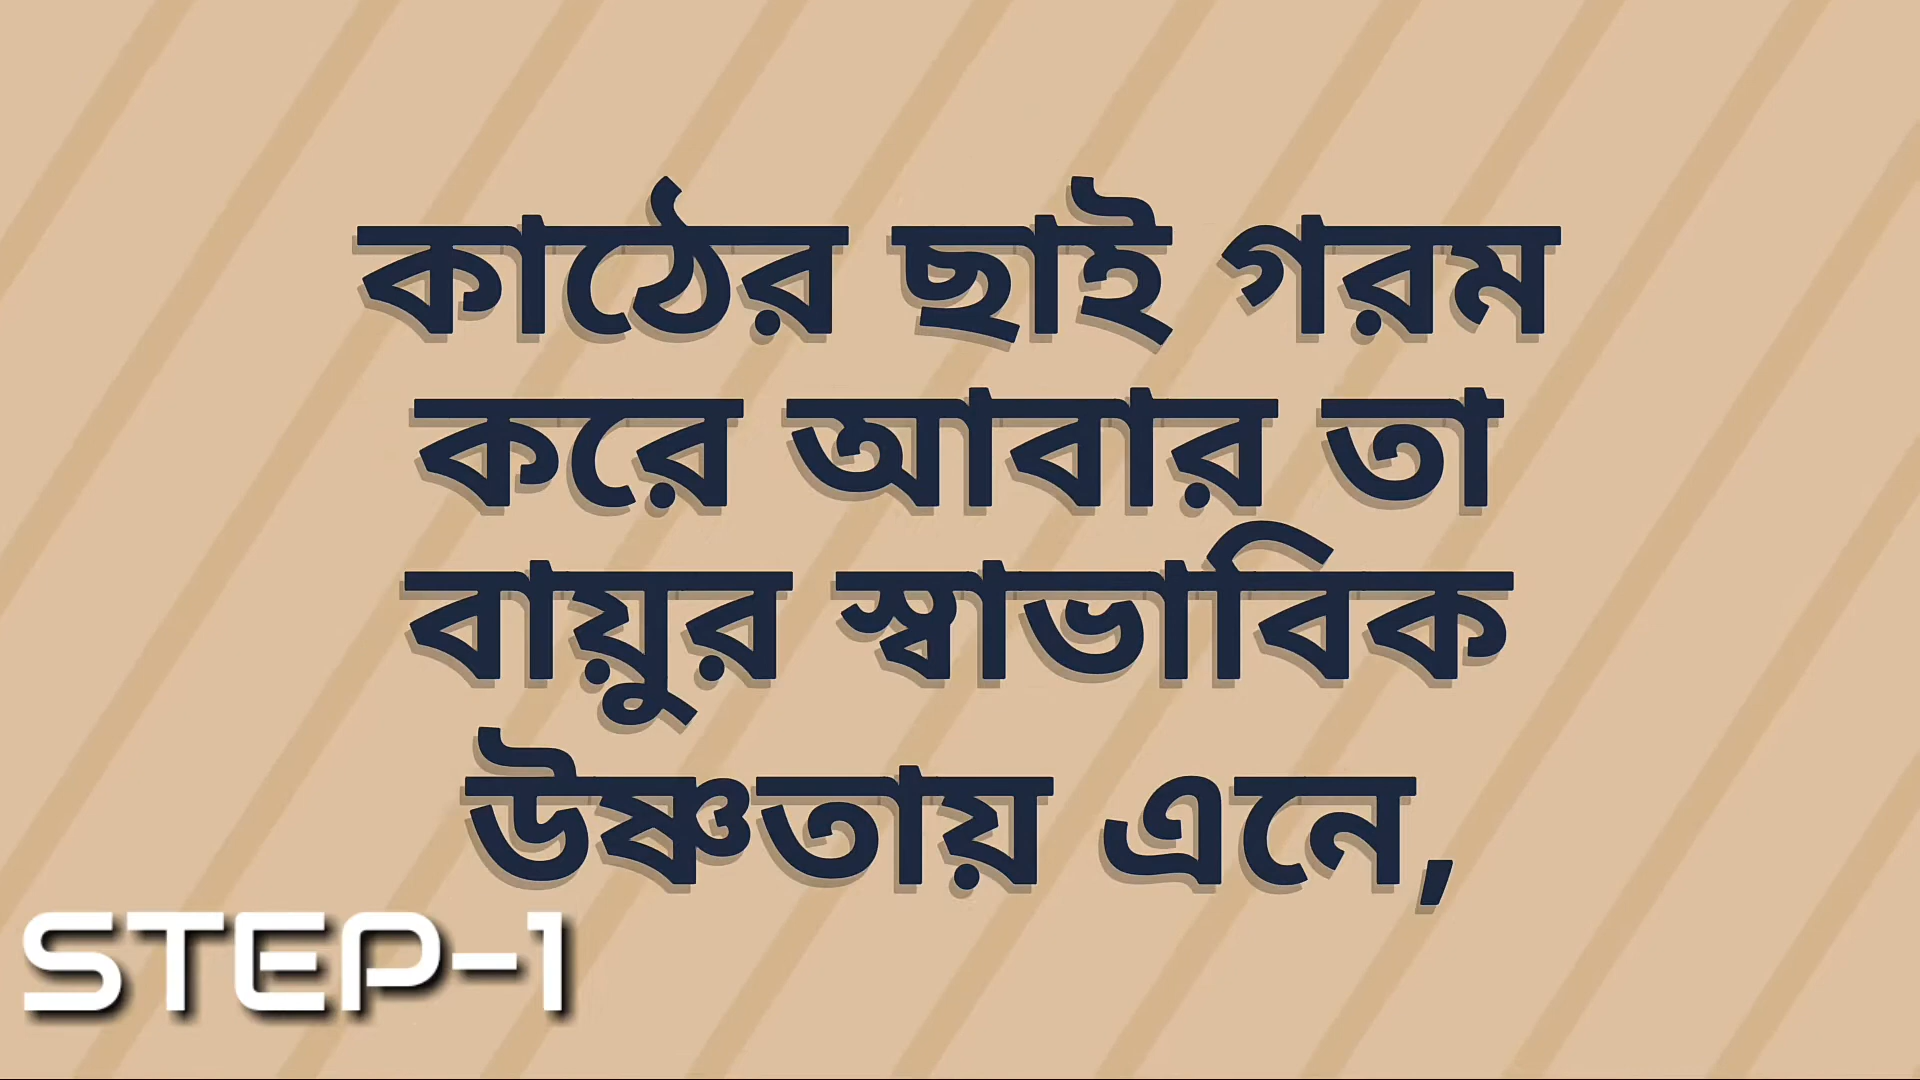 কাঠের ছাই গরম
করে আবার তা
বায়ুর স্বাভাবিক
উষ্ণতায় এনে,
STEP-1